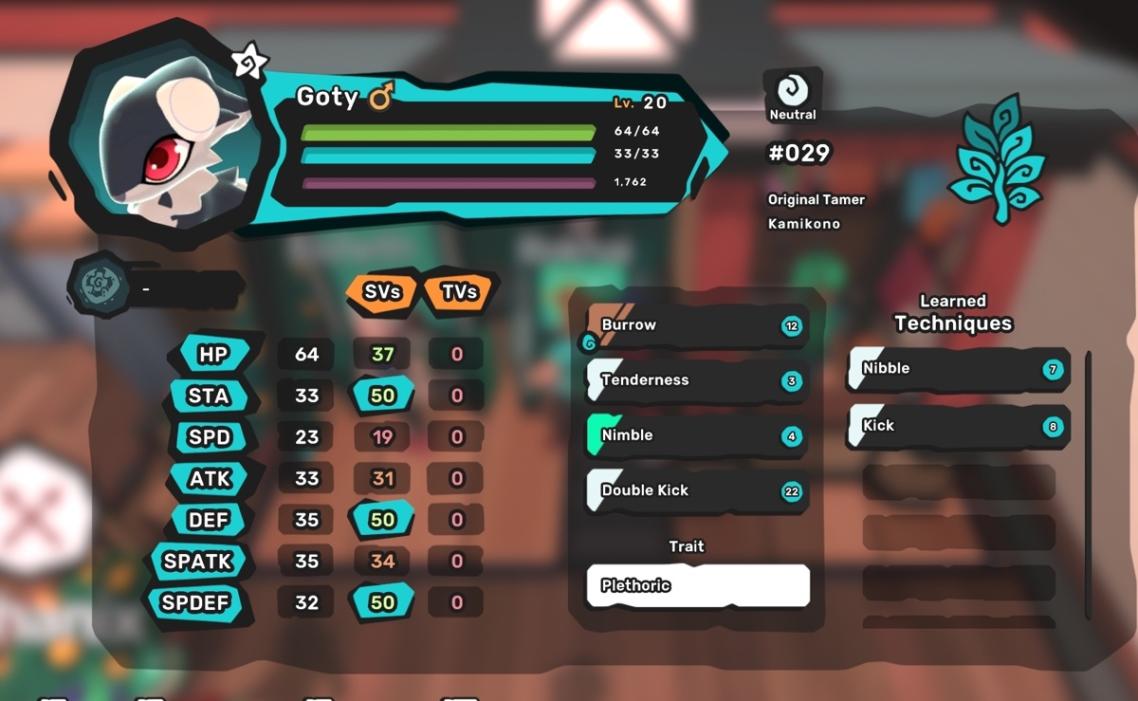 Goty
Lv. 20
64/64
33/33
1,762
Neutral
#029
Original Tamer
Kamikono
-
SVs TVs
HP 64 37 0
STA 33 50 0
SPD 23 19 0
ATK 33 31 0
DEF 35 50 0
SPATK 35 34 0
SPDEF 32 50 0
Burrow 12
Tenderness 3
Nimble 4
Double Kick 22
Trait
Plethoric
Learned
Techniques
Nibble 7
Kick 8